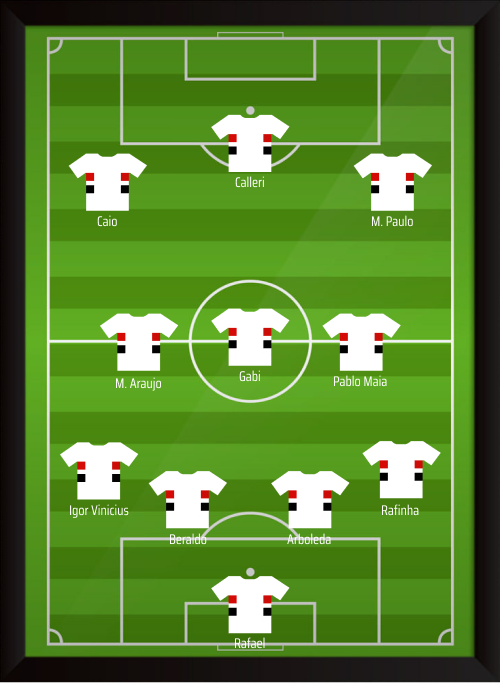 Calleri
Caio
M. Paulo
M. Araujo
Gabi
Pablo Maia
Igor Vinicius
Rafinha
Beraldo
Arboleda
Rafael